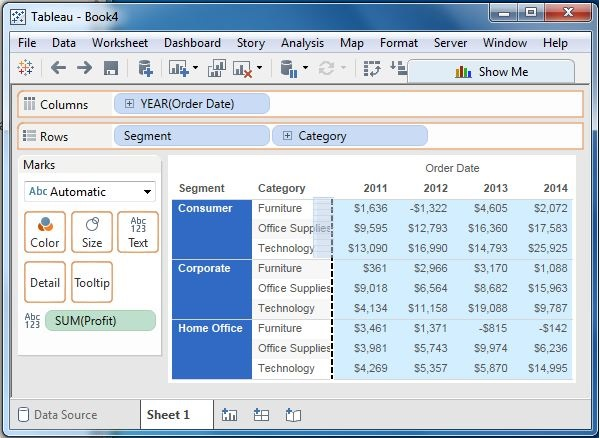 Tableau - Book4
File Data Worksheet Dashboard Story Analysis Map Format Server Window Help
Show Me
Columns YEAR(Order Date)
Rows Segment Category
Marks
Abc Automatic
Color Size Abc 123 Text
Detail Tooltip
Abc 123 SUM(Profit)
Order Date
Segment Category 2011 2012 2013 2014
Consumer Furniture $1,636 -$1,322 $4,605 $2,072
Office Supplies $9,595 $12,793 $16,360 $17,583
Technology $13,090 $16,990 $14,793 $25,925
Corporate Furniture $361 $2,966 $3,170 $1,088
Office Supplies $9,018 $6,564 $8,682 $15,963
Technology $4,134 $11,158 $19,088 $9,787
Home Office Furniture $3,461 $1,371 -$815 -$142
Office Supplies $3,981 $5,743 $9,974 $6,236
Technology $4,269 $5,357 $5,870 $14,995
Data Source Sheet 1